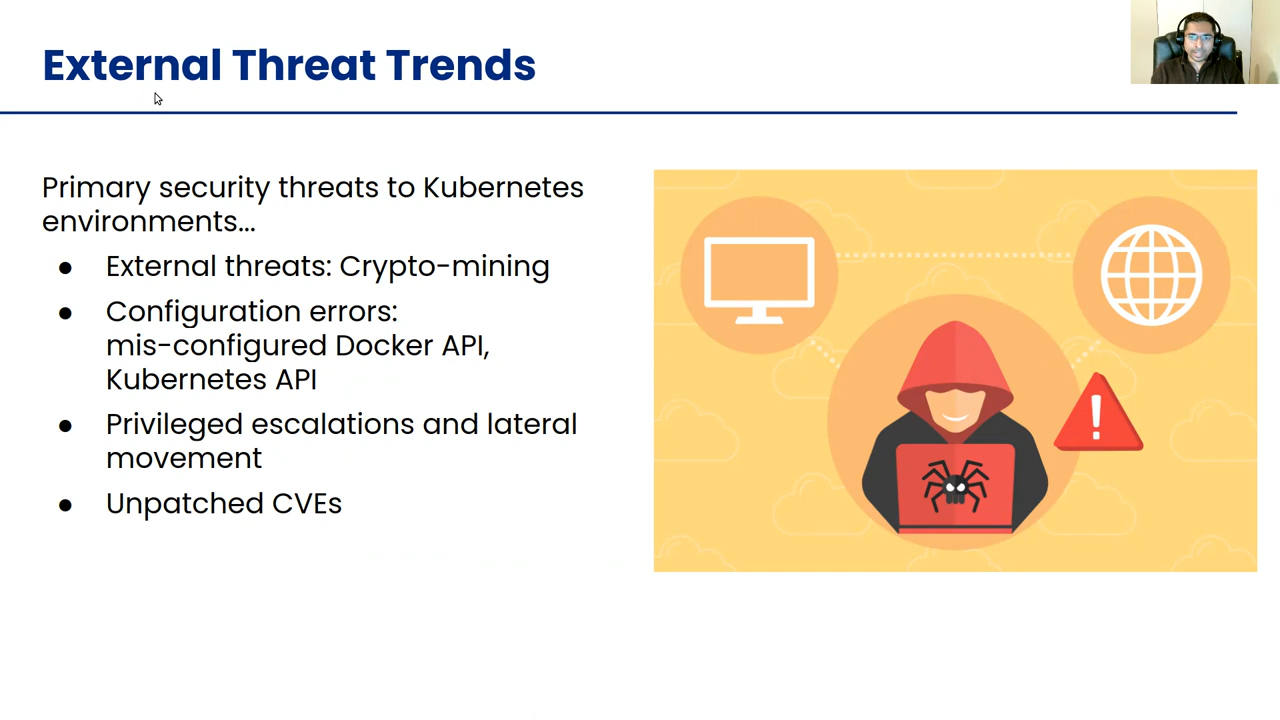 External Threat Trends
Primary security threats to Kubernetes
environments...
● External threats: Crypto-mining
● Configuration errors:
mis-configured Docker API,
Kubernetes API
● Privileged escalations and lateral
movement
● Unpatched CVEs
!